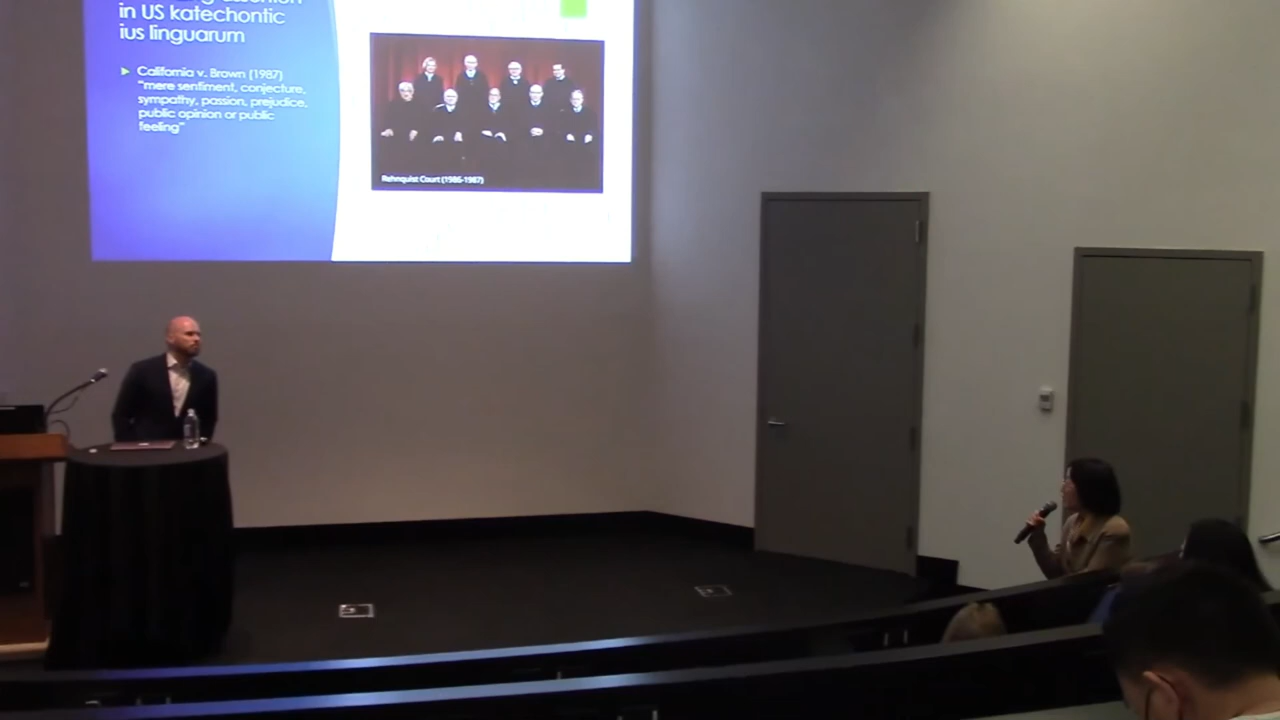 in US katechontic
ius linguarum
California v. Brown (1987)
"mere sentiment, conjecture,
sympathy, passion, prejudice,
public opinion or public
feeling"
Rehnquist Court (1986-1987)